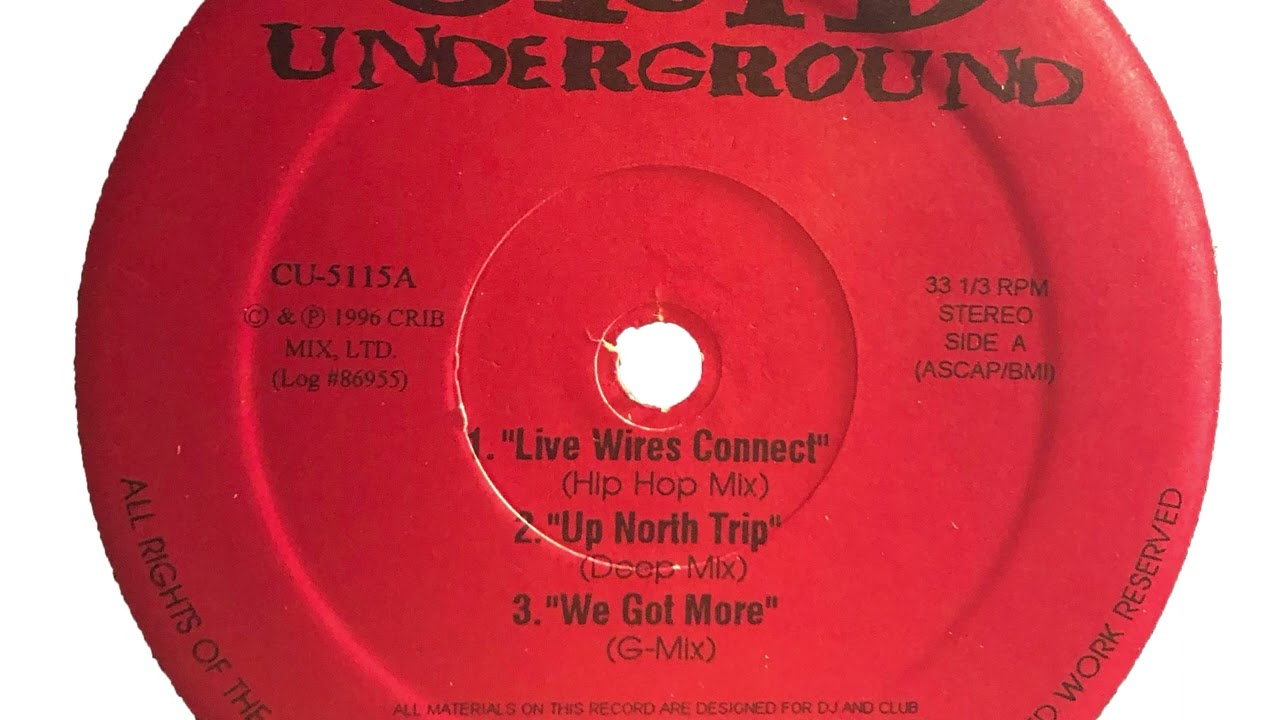 UNDERGROUND
CU-5115A
© & ℗ 1996 CRIB
MIX, LTD.
(Log #86955)
33 1/3 RPM
STEREO
SIDE A
(ASCAP/BMI)
1. "Live Wires Connect"
(Hip Hop Mix)
2. "Up North Trip"
(Deep Mix)
3. "We Got More"
(G-Mix)
ALL MATERIALS ON THIS RECORD ARE DESIGNED FOR DJ AND CLUB
ALL RIGHTS OF THE
WORK RESERVED